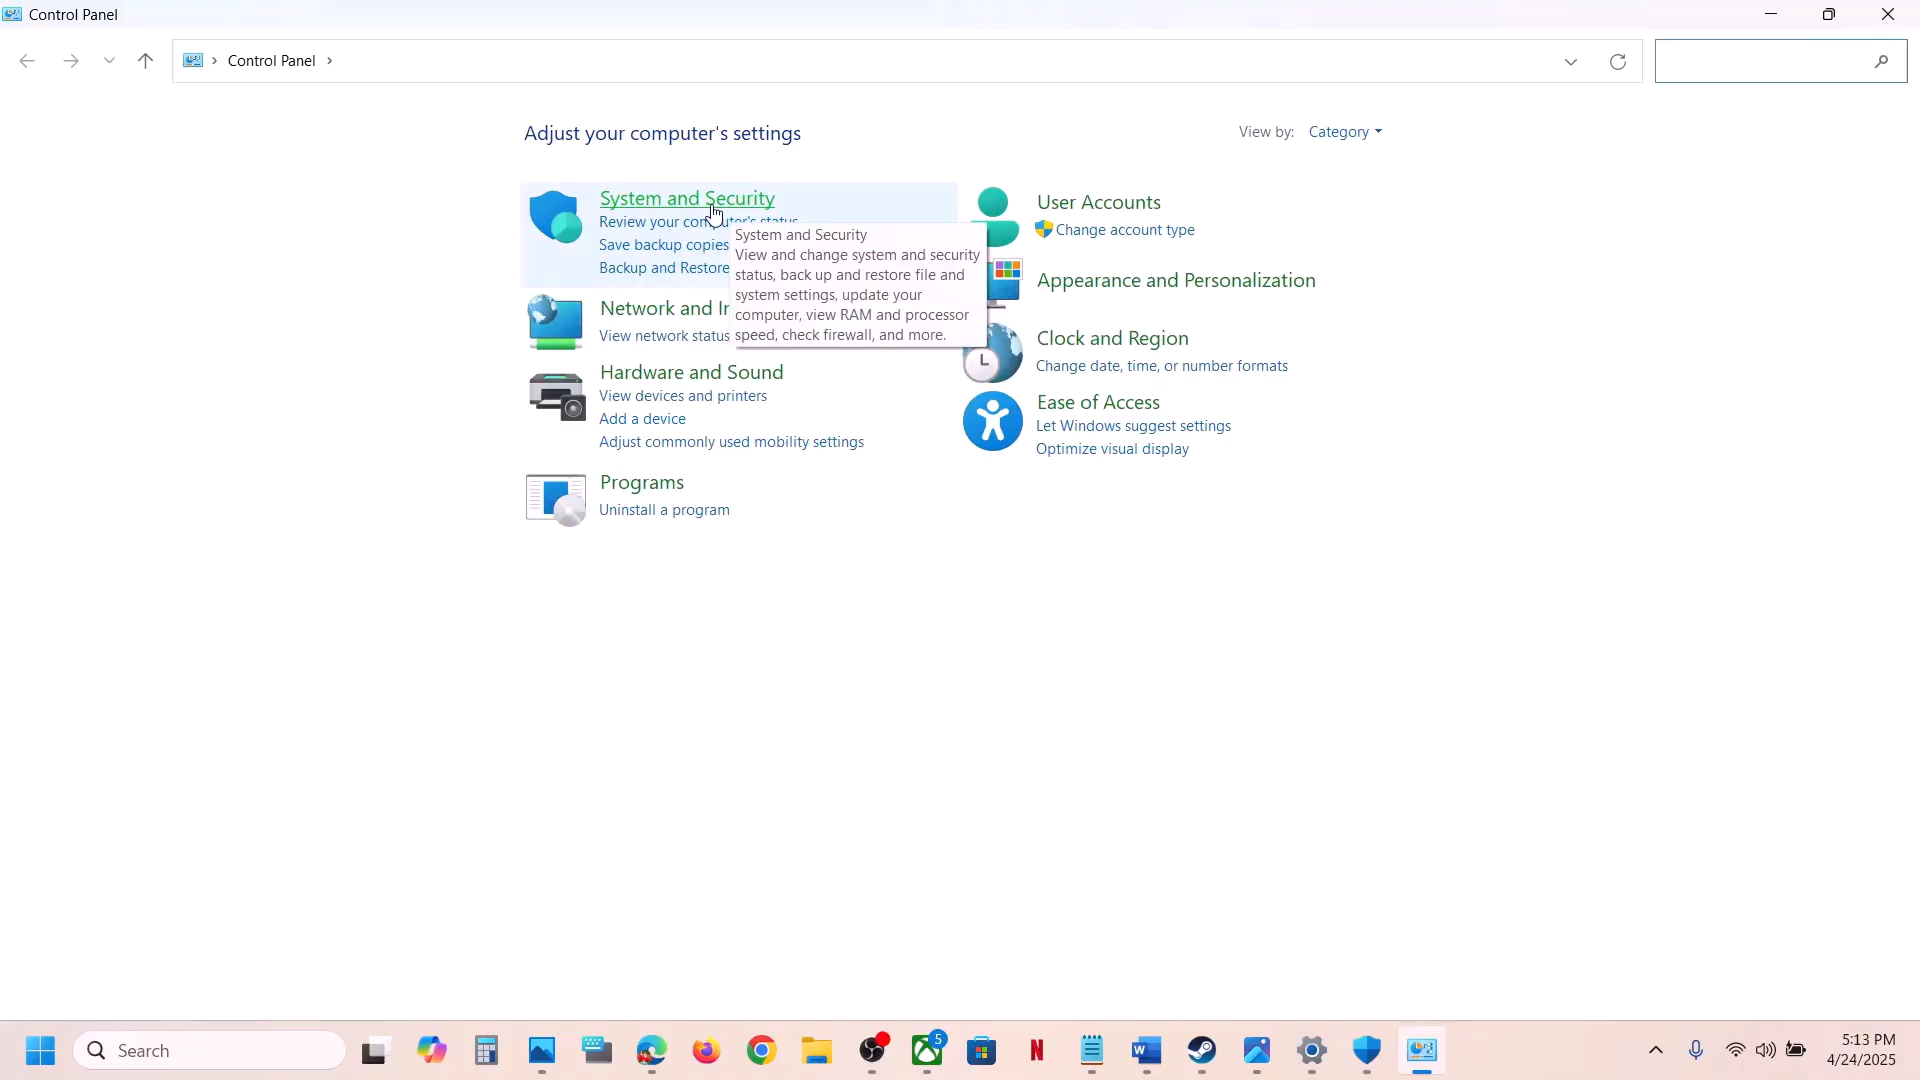 Control Panel
Control Panel
Adjust your computer's settings
View by: Category
System and Security
Review your computer's status
Save backup copies
Backup and Restore
System and Security
View and change system and security
status, back up and restore file and
system settings, update your
computer, view RAM and processor
speed, check firewall, and more.
Network and In
View network status
Hardware and Sound
View devices and printers
Add a device
Adjust commonly used mobility settings
Programs
Uninstall a program
User Accounts
Change account type
Appearance and Personalization
Clock and Region
Change date, time, or number formats
Ease of Access
Let Windows suggest settings
Optimize visual display
Search
5
N
W
5:13 PM
4/24/2025